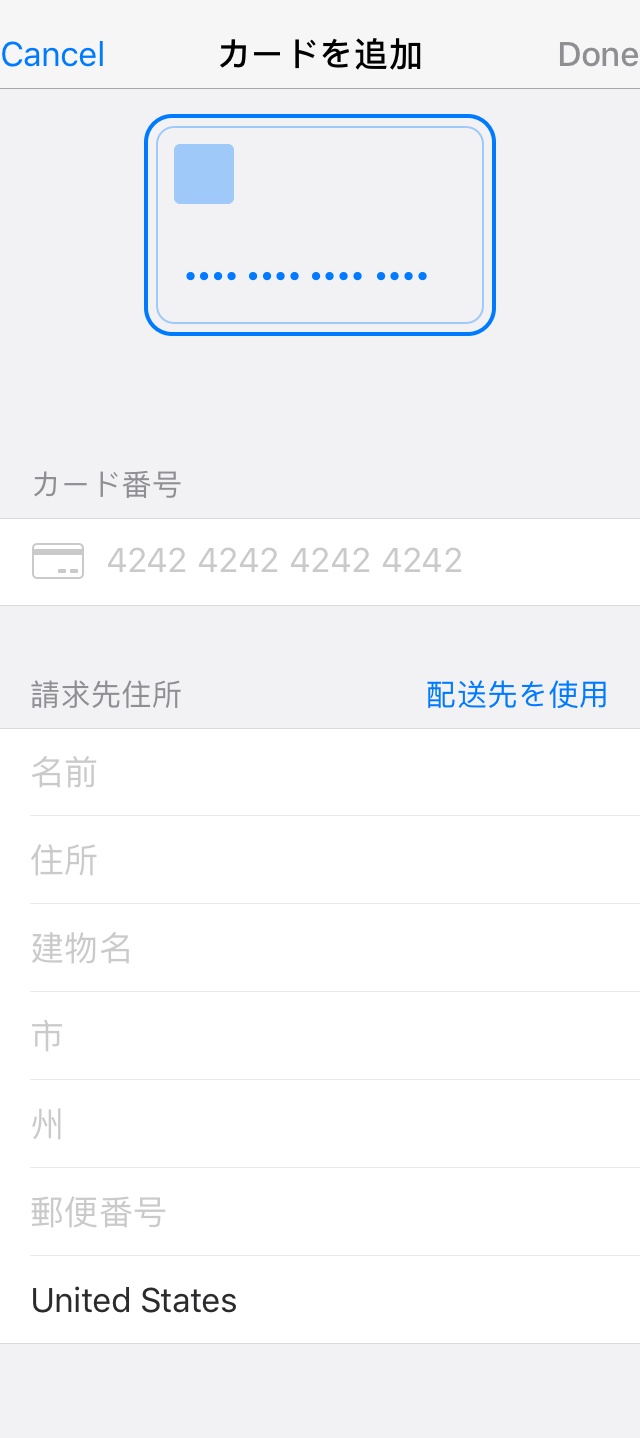 Cancel カードを追加 Done
•••• •••• •••• ••••
カード番号
4242 4242 4242 4242
請求先住所 配送先を使用
名前
住所
建物名
市
州
郵便番号
United States